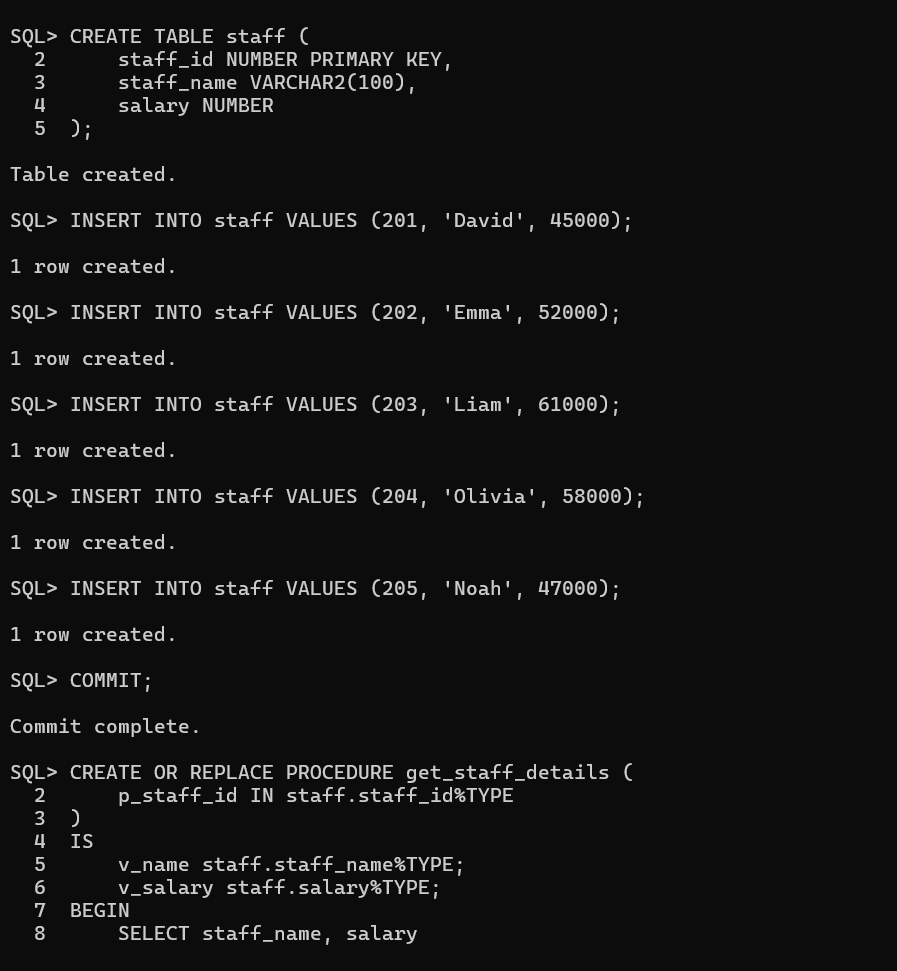 SQL> CREATE TABLE staff (
  2      staff_id NUMBER PRIMARY KEY,
  3      staff_name VARCHAR2(100),
  4      salary NUMBER
  5  );
Table created.
SQL> INSERT INTO staff VALUES (201, 'David', 45000);
1 row created.
SQL> INSERT INTO staff VALUES (202, 'Emma', 52000);
1 row created.
SQL> INSERT INTO staff VALUES (203, 'Liam', 61000);
1 row created.
SQL> INSERT INTO staff VALUES (204, 'Olivia', 58000);
1 row created.
SQL> INSERT INTO staff VALUES (205, 'Noah', 47000);
1 row created.
SQL> COMMIT;
Commit complete.
SQL> CREATE OR REPLACE PROCEDURE get_staff_details (
  2      p_staff_id IN staff.staff_id%TYPE
  3  )
  4  IS
  5      v_name staff.staff_name%TYPE;
  6      v_salary staff.salary%TYPE;
  7  BEGIN
  8      SELECT staff_name, salary